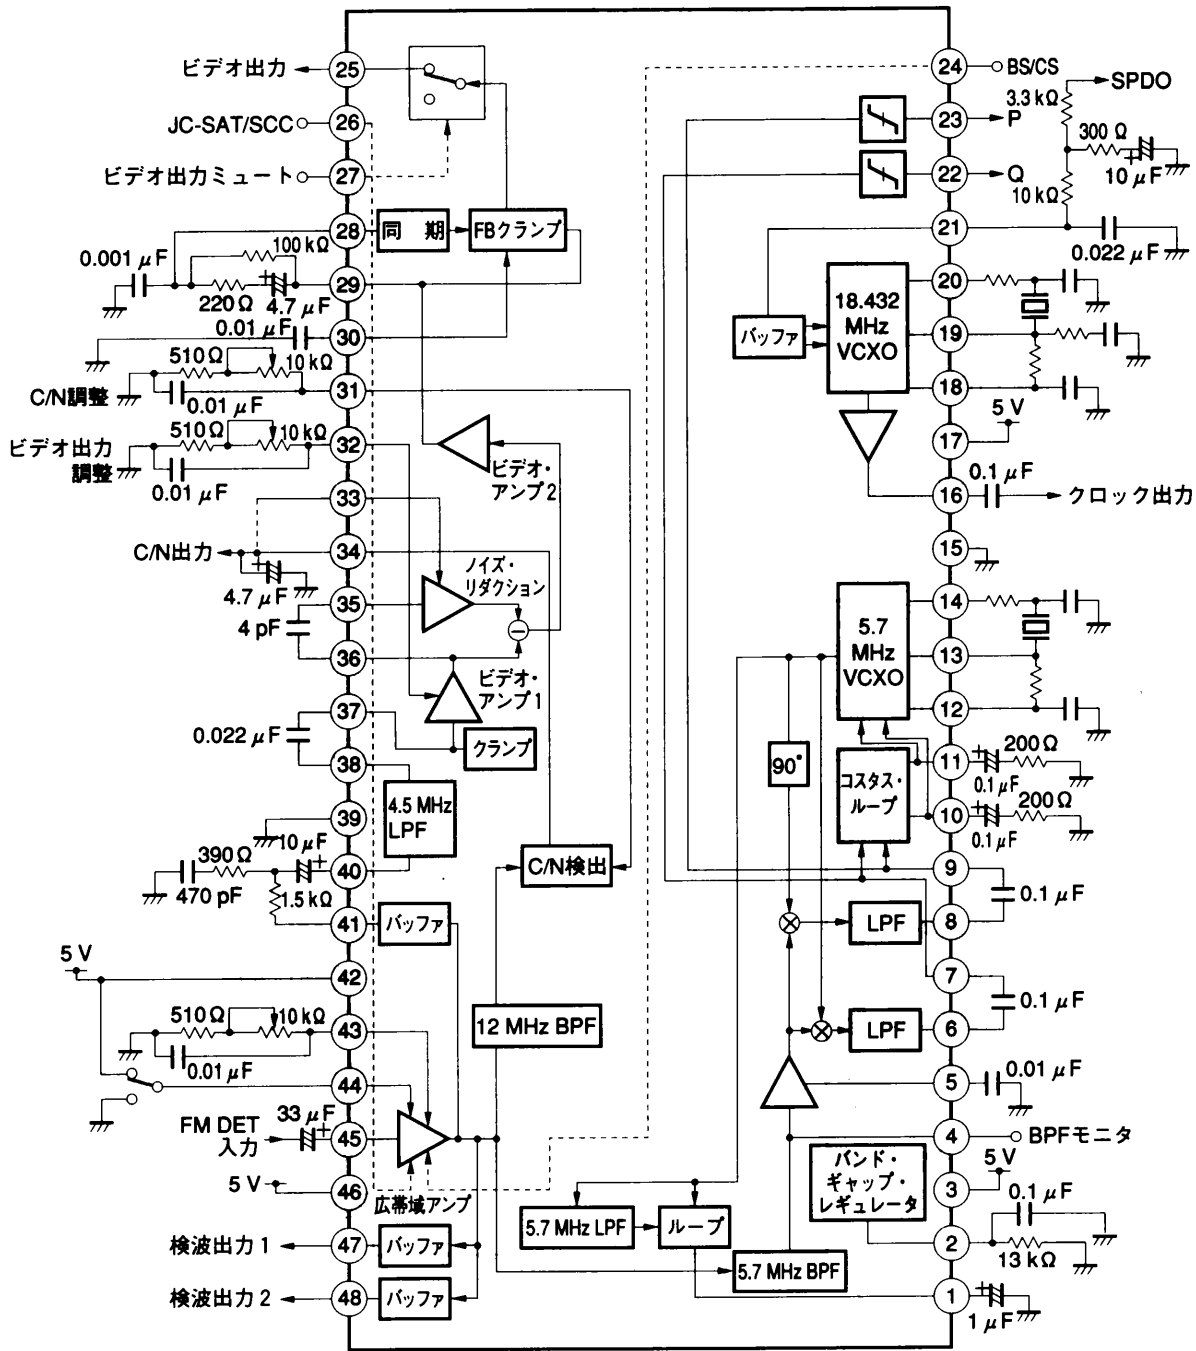 ビデオ出力
25
24
BS/CS
SPDO
3.3 kΩ
JC-SAT/SCC
26
23
P
300 Ω
10 μF
ビデオ出力ミュート
27
22
Q
10 kΩ
28
同 期
FBクランプ
21
0.022 μF
0.001 μF
100 kΩ
29
220Ω
4.7 μF
20
18.432
MHz
VCXO
バッファ
0.01 μF
30
19
510Ω
10 kΩ
31
18
C/N調整
0.01 μF
5 V
17
510Ω
10 kΩ
32
ビデオ出力
調整
0.01 μF
ビデオ・
アンプ2
0.1 μF
33
16
クロック出力
C/N出力
34
15
4.7 μF
ノイズ・
リダクション
35
14
4 pF
5.7
MHz
VCXO
36
13
ビデオ・
アンプ1
37
12
0.022 μF
クランプ
38
90°
コスタス・
ループ
11
200Ω
0.1 μF
4.5 MHz
LPF
39
10
200Ω
0.1 μF
10 μF
390Ω
40
C/N検出
9
470 pF
1.5 kΩ
0.1 μF
41
バッファ
LPF
8
5 V
42
7
0.1 μF
510Ω
10 kΩ
43
12 MHz BPF
LPF
6
0.01 μF
44
5
0.01 μF
FM DET
入力
33 μF
45
4
BPFモニタ
バンド・
ギャップ・
レギュレータ
5 V
5 V
46
広帯域アンプ
3
0.1 μF
検波出力1
47
バッファ
5.7 MHz LPF
ループ
2
13 kΩ
5.7 MHz BPF
検波出力2
48
バッファ
1
1 μF